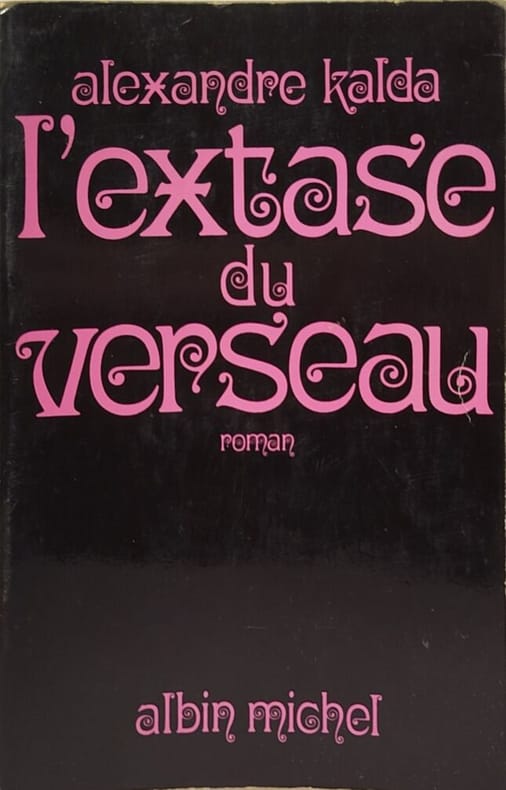 alexandre kalda
l'extase
du
verseau
roman
albin michel